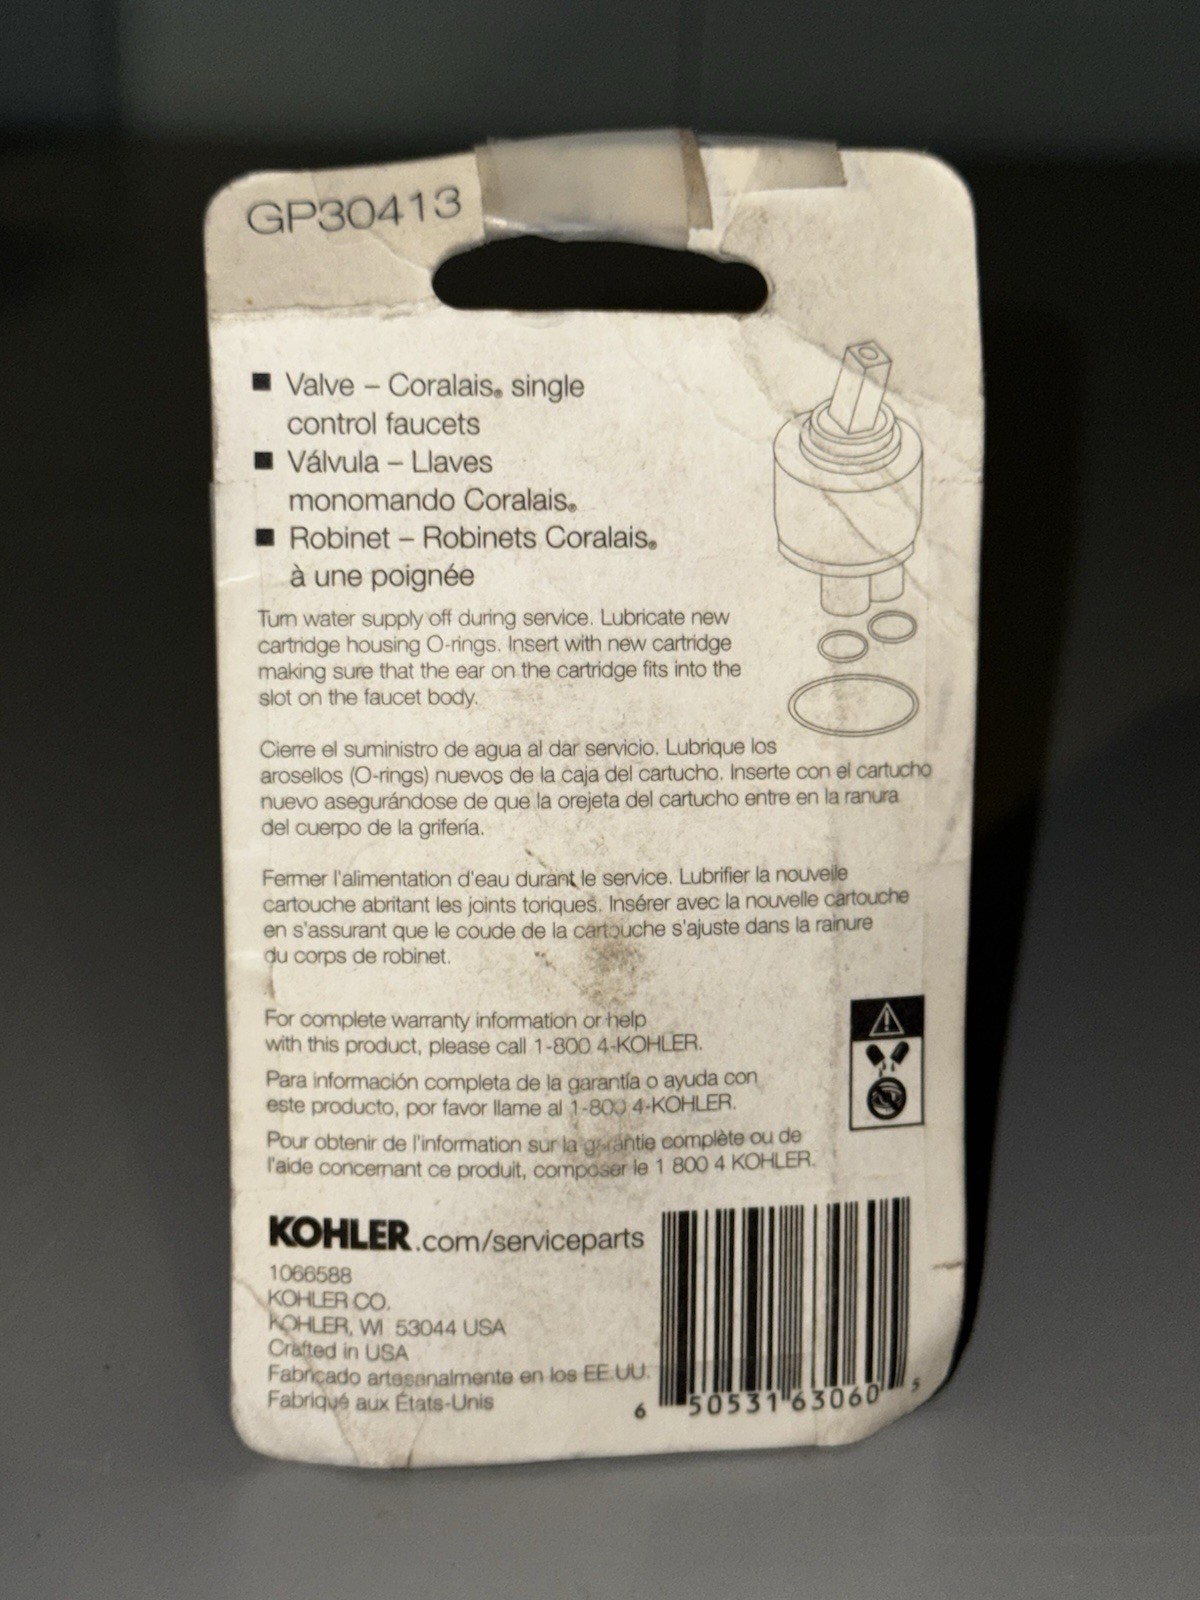 GP30413
■ Valve – Coralais® single
control faucets
■ Válvula – Llaves
monomando Coralais®
■ Robinet – Robinets Coralais®
à une poignée
Turn water supply off during service. Lubricate new
cartridge housing O-rings. Insert with new cartridge
making sure that the ear on the cartridge fits into the
slot on the faucet body.
Cierre el suministro de agua al dar servicio. Lubrique los
arosellos (O-rings) nuevos de la caja del cartucho. Inserte con el cartucho
nuevo asegurándose de que la orejeta del cartucho entre en la ranura
del cuerpo de la grifería.
Fermer l'alimentation d'eau durant le service. Lubrifier la nouvelle
cartouche abritant les joints toriques. Insérer avec la nouvelle cartouche
en s'assurant que le coude de la cartouche s'ajuste dans la rainure
du corps de robinet.
For complete warranty information or help
with this product, please call 1-800 4-KOHLER.
Para información completa de la garantía o ayuda con
este producto, por favor llame al 1-800 4-KOHLER.
Pour obtenir de l'information sur la garantie complète ou de
l'aide concernant ce produit, composer le 1 800 4 KOHLER.
KOHLER.com/serviceparts
1066588
KOHLER CO.
KOHLER, WI 53044 USA
Crafted in USA
Fabricado artesanalmente en los EE.UU.
Fabriqué aux États-Unis
6 50531 63060 5